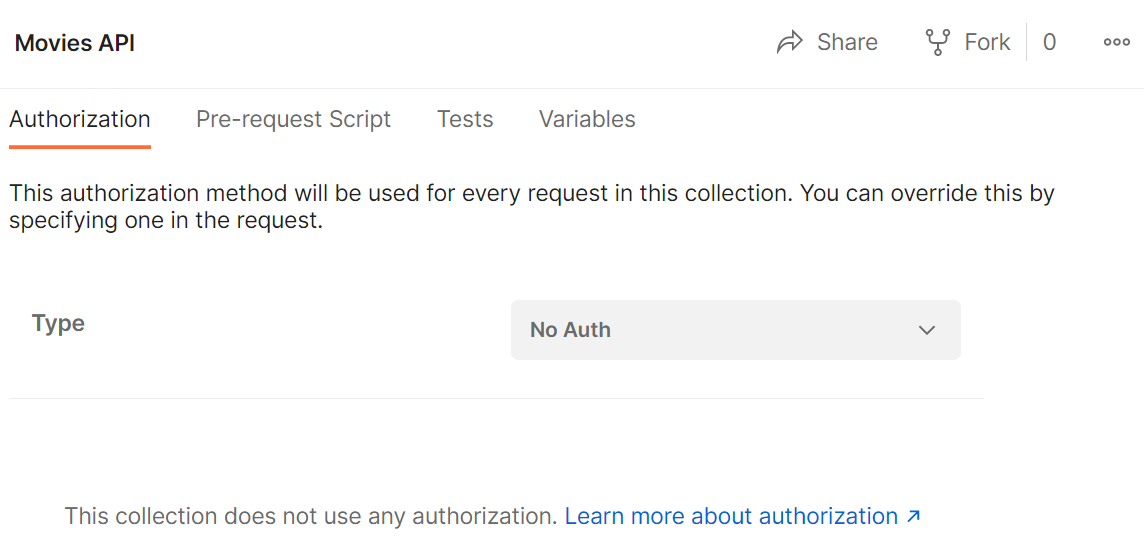 Movies API
Share
Fork
0
Authorization
Pre-request Script
Tests
Variables
This authorization method will be used for every request in this collection. You can override this by
specifying one in the request.
Type
No Auth
This collection does not use any authorization. Learn more about authorization ↗